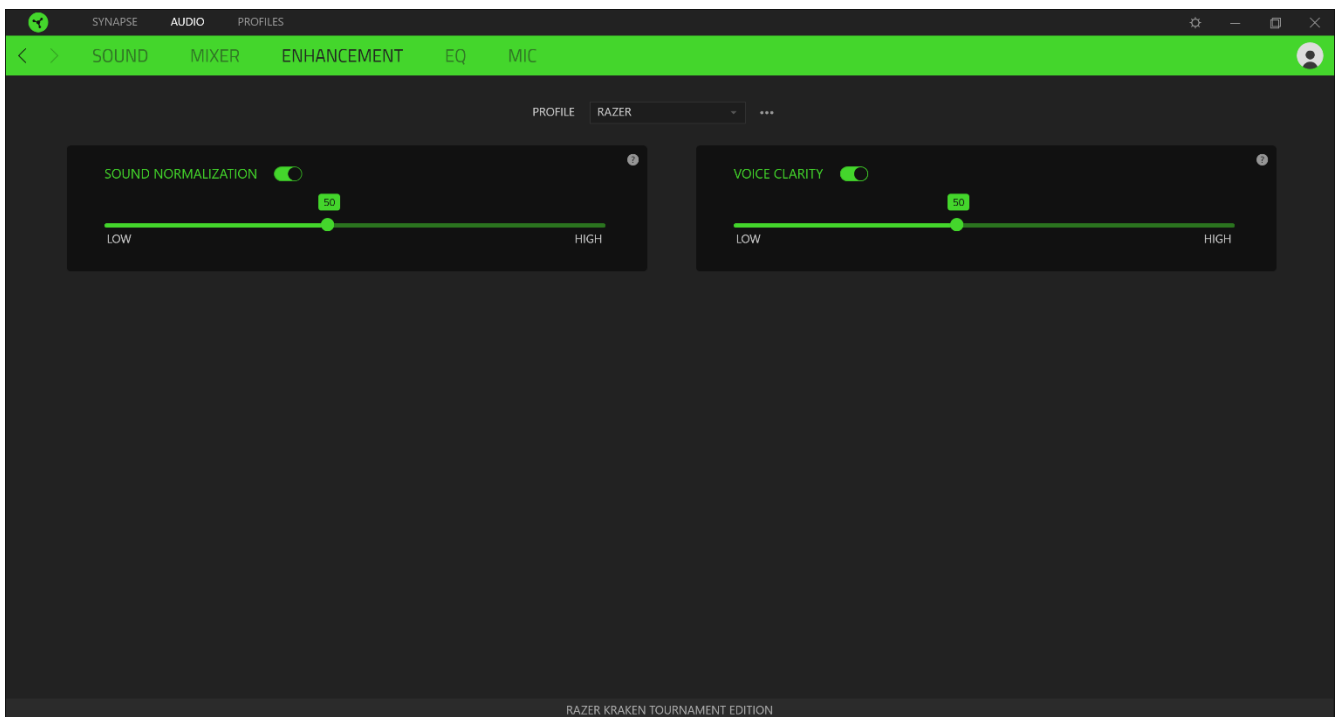 SYNAPSE AUDIO PROFILES
SOUND MIXER ENHANCEMENT EQ MIC
PROFILE RAZER
SOUND NORMALIZATION
50
LOW HIGH
VOICE CLARITY
50
LOW HIGH
RAZER KRAKEN TOURNAMENT EDITION